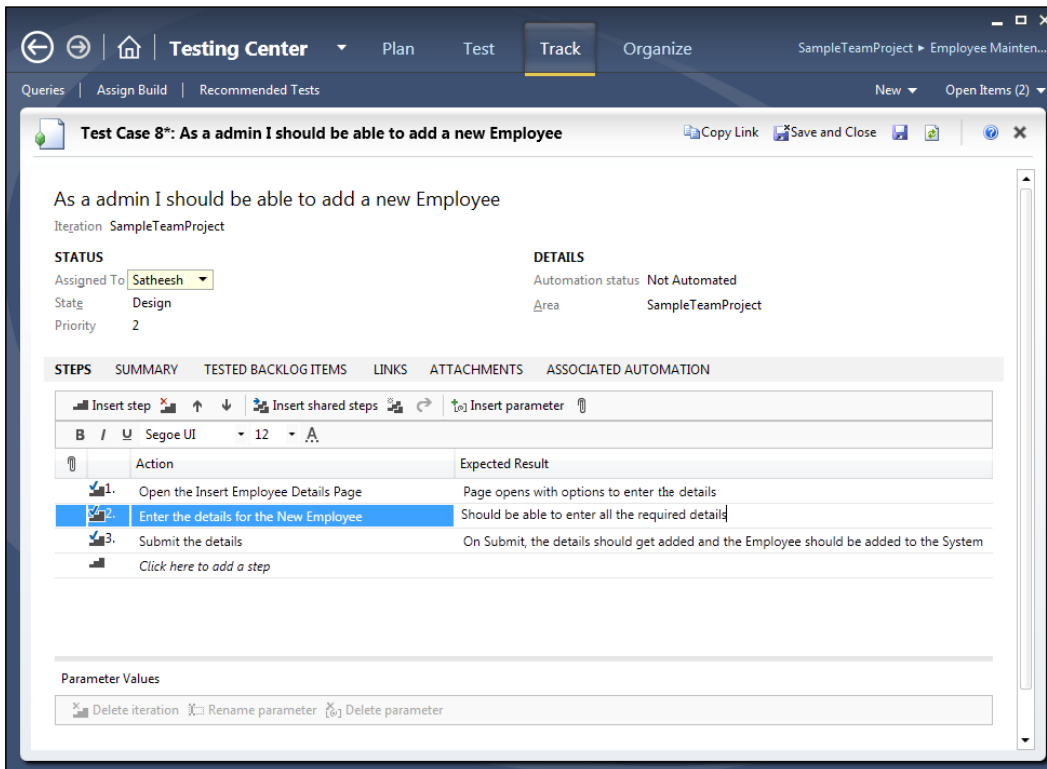 Testing Center Plan Test Track Organize SampleTeamProject ▸ Employee Mainten...
Queries | Assign Build | Recommended Tests New Open Items (2)
Test Case 8*: As a admin I should be able to add a new Employee Copy Link Save and Close
As a admin I should be able to add a new Employee
Iteration SampleTeamProject
STATUS DETAILS
Assigned To Satheesh Automation status Not Automated
State Design Area SampleTeamProject
Priority 2
STEPS SUMMARY TESTED BACKLOG ITEMS LINKS ATTACHMENTS ASSOCIATED AUTOMATION
Insert step Insert shared steps Insert parameter
B I U Segoe UI 12 A
Action Expected Result
1. Open the Insert Employee Details Page Page opens with options to enter the details
2. Enter the details for the New Employee Should be able to enter all the required details
3. Submit the details On Submit, the details should get added and the Employee should be added to the System
Click here to add a step
Parameter Values
Delete iteration Rename parameter Delete parameter